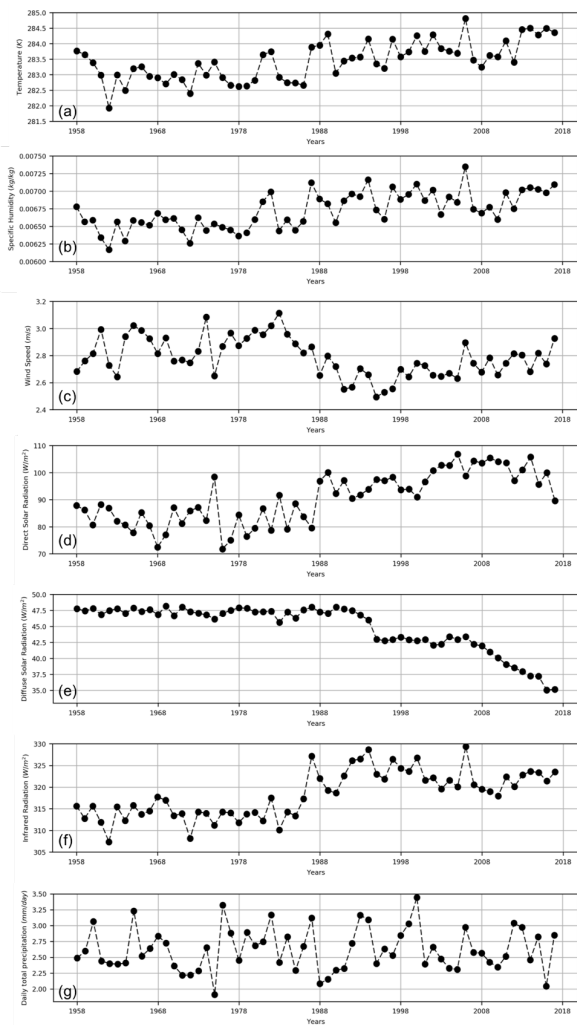 285.0
284.5
284.0
283.5
283.0
282.5
282.0
281.5
Temperature (K)
(a)
1958 1968 1978 1988 1998 2008 2018
Years
0.00750
0.00700
0.00650
0.00625
0.00600
Specific Humidity (kg/kg)
(b)
1958 1968 1978 1988 1998 2008 2018
Years
3.2
3.0
2.8
2.6
2.4
Wind Speed (m/s)
(c)
1958 1968 1978 1988 1998 2008 2018
Years
110
100
90
80
70
Direct Solar Radiation (W/m²)
(d)
1958 1968 1978 1988 1998 2008 2018
Years
50.0
47.5
45.0
42.5
40.0
37.5
35.0
Diffuse Solar Radiation (W/m²)
(e)
1958 1968 1978 1988 1998 2008 2018
Years
330
325
320
315
310
305
Infrared Radiation (W/m²)
(f)
1958 1968 1978 1988 1998 2008 2018
Years
3.50
3.25
3.00
2.75
2.50
2.25
2.00
Daily total precipitation (mm/day)
(g)
1958 1968 1978 1988 1998 2008 2018
Years